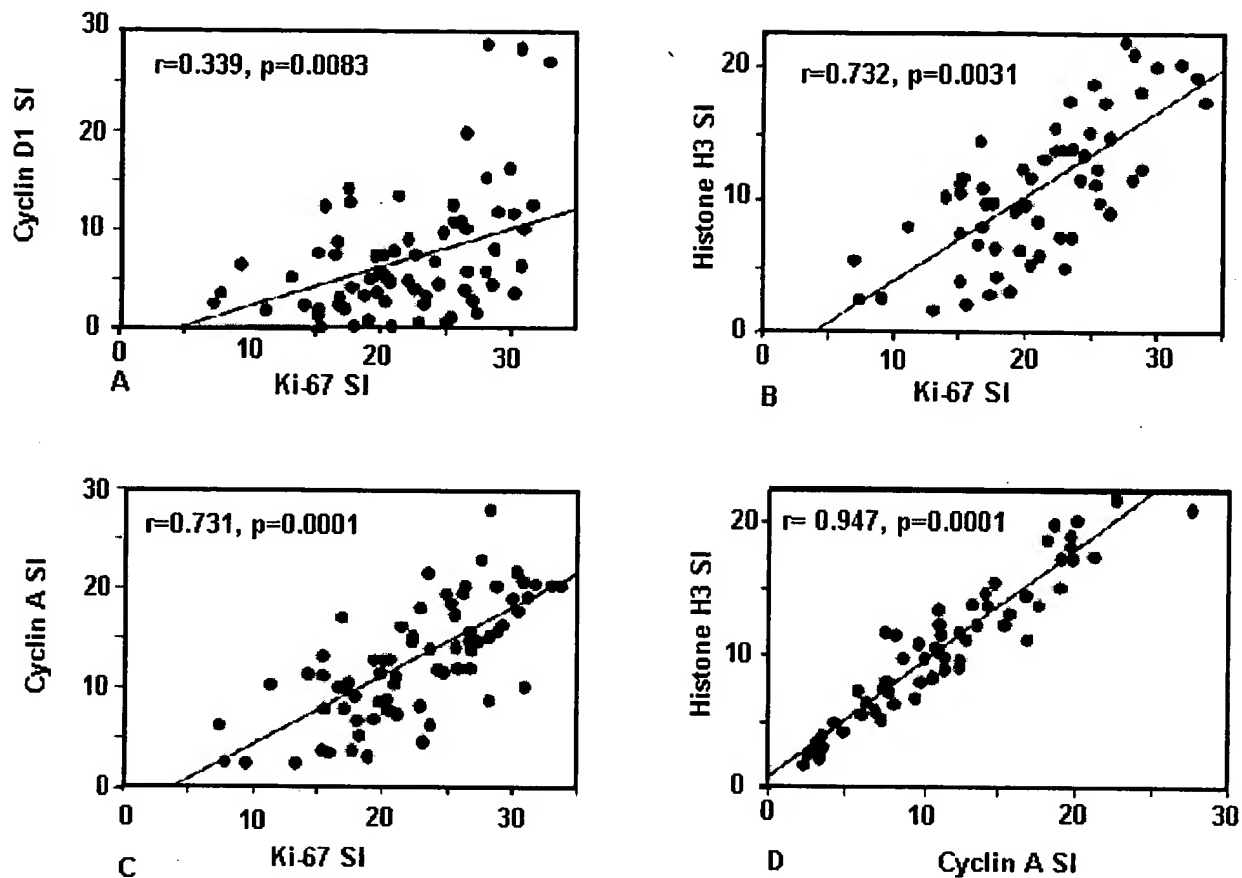 30
20
10
0
Cyclin D1 SI
r=0.339, p=0.0083
0
10
20
30
A
Ki-67 SI
20
10
0
Histone H3 SI
r=0.732, p=0.0031
0
10
20
30
B
Ki-67 SI
30
20
10
0
Cyclin A SI
r=0.731, p=0.0001
0
10
20
30
C
Ki-67 SI
20
10
0
Histone H3 SI
r= 0.947, p=0.0001
0
10
20
30
D
Cyclin A SI